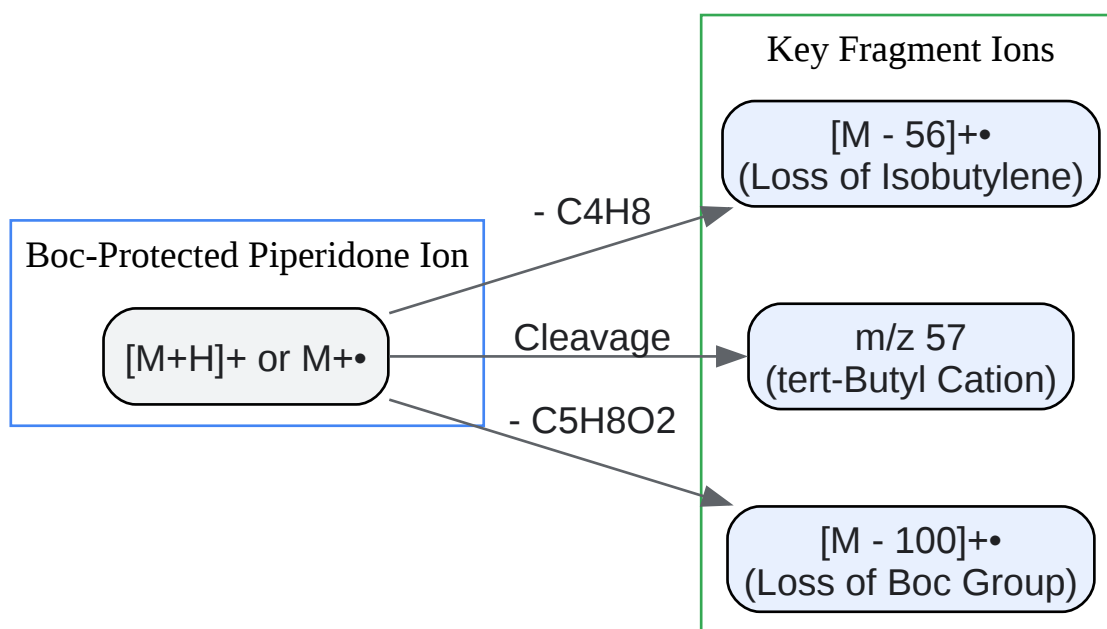 Key Fragment Ions
[M - 56]+•
(Loss of Isobutylene)
- C4H8
Boc-Protected Piperidone Ion
[M+H]+ or M+•
Cleavage
m/z 57
(tert-Butyl Cation)
- C5H8O2
[M - 100]+•
(Loss of Boc Group)